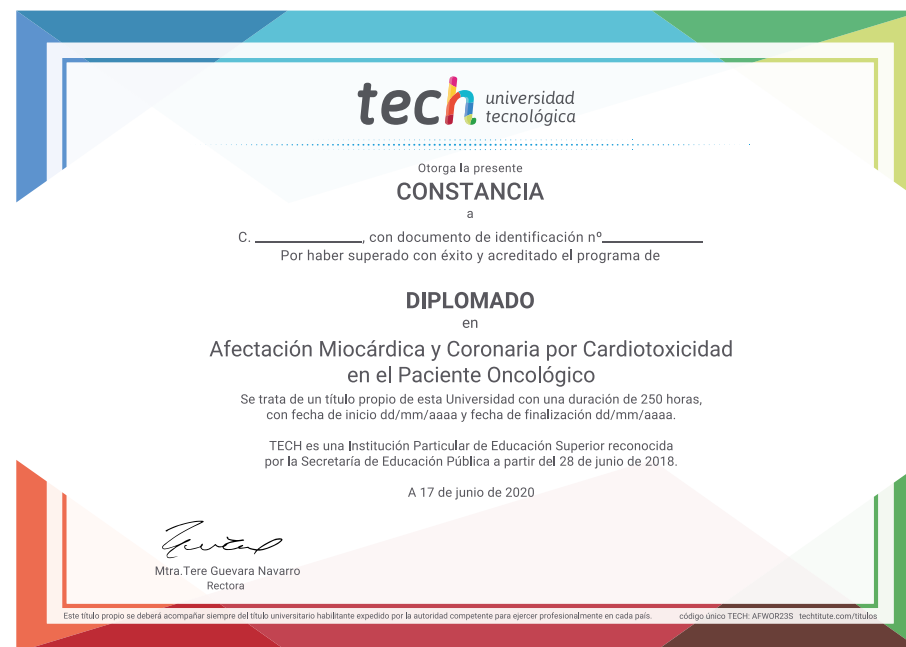 tech universidad
tecnológica
Otorga la presente
CONSTANCIA
a
C. ____________, con documento de identificación nº____________
Por haber superado con éxito y acreditado el programa de
DIPLOMADO
en
Afectación Miocárdica y Coronaria por Cardiotoxicidad
en el Paciente Oncológico
Se trata de un título propio de esta Universidad con una duración de 250 horas,
con fecha de inicio dd/mm/aaaa y fecha de finalización dd/mm/aaaa.
TECH es una Institución Particular de Educación Superior reconocida
por la Secretaría de Educación Pública a partir del 28 de junio de 2018.
A 17 de junio de 2020
Mtra.Tere Guevara Navarro
Rectora
Este título propio se deberá acompañar siempre del título universitario habilitante expedido por la autoridad competente para ejercer profesionalmente en cada país. código único TECH: AFWOR23S techtitute.com/titulos